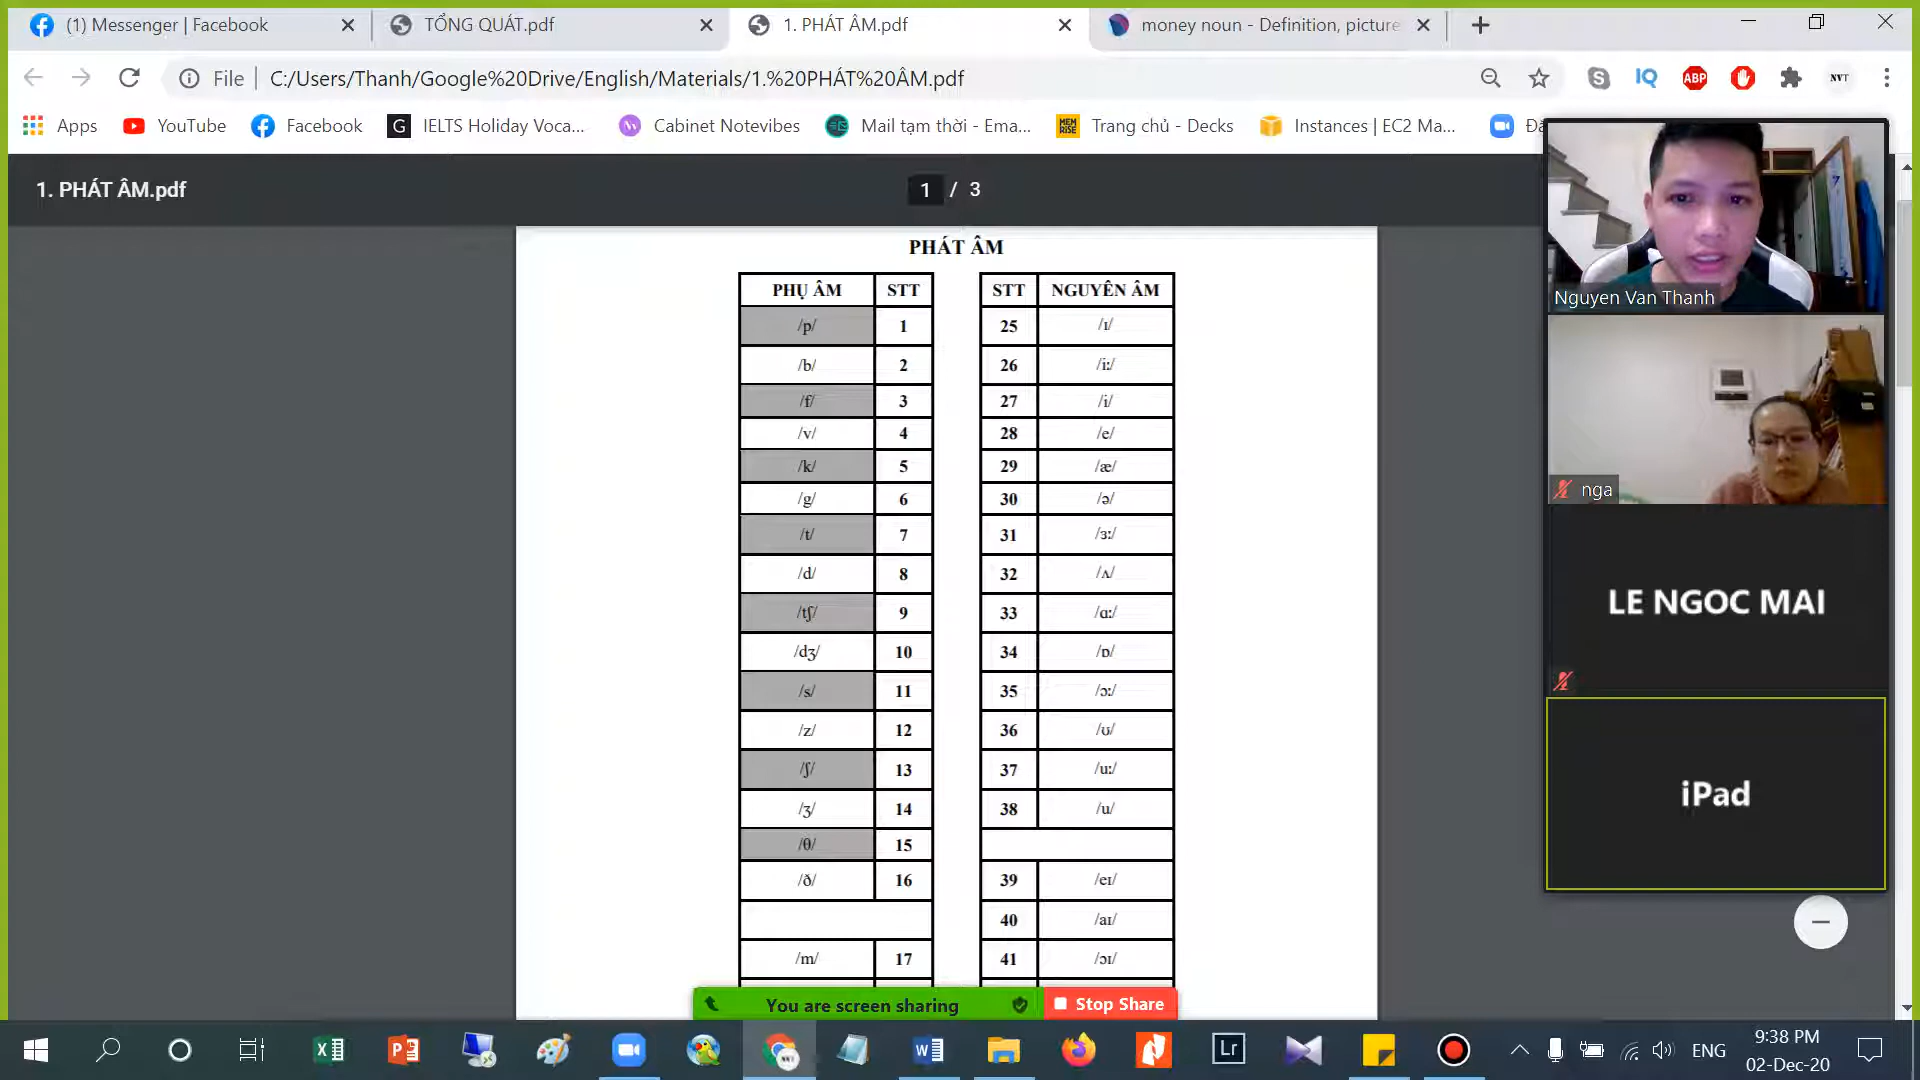 (1) Messenger | Facebook
TỔNG QUÁT.pdf
1. PHÁT ÂM.pdf
money noun - Definition, picture
File | C:/Users/Thanh/Google%20Drive/English/Materials/1.%20PHÁT%20ÂM.pdf
IQ
ABP
NVT
Apps
YouTube
Facebook
G
IELTS Holiday Voca...
Cabinet Notevibes
Mail tạm thời - Ema...
MEM RISE
Trang chủ - Decks
Instances | EC2 Ma...
1. PHÁT ÂM.pdf
1 / 3
PHÁT ÂM
PHỤ ÂM STT STT NGUYÊN ÂM
/p/ 1 25 /ɪ/
/b/ 2 26 /i:/
/f/ 3 27 /i/
/v/ 4 28 /e/
/k/ 5 29 /æ/
/g/ 6 30 /ə/
/t/ 7 31 /ɜ:/
/d/ 8 32 /ʌ/
/tʃ/ 9 33 /ɑ:/
/dʒ/ 10 34 /ɒ/
/s/ 11 35 /ɔ:/
/z/ 12 36 /ʊ/
/ʃ/ 13 37 /u:/
/ʒ/ 14 38 /u/
/θ/ 15
/ð/ 16 39 /eɪ/
40 /aɪ/
/m/ 17 41 /ɔɪ/
Nguyen Van Thanh
nga
LE NGOC MAI
iPad
You are screen sharing
Stop Share
Lr
ENG
9:38 PM
02-Dec-20